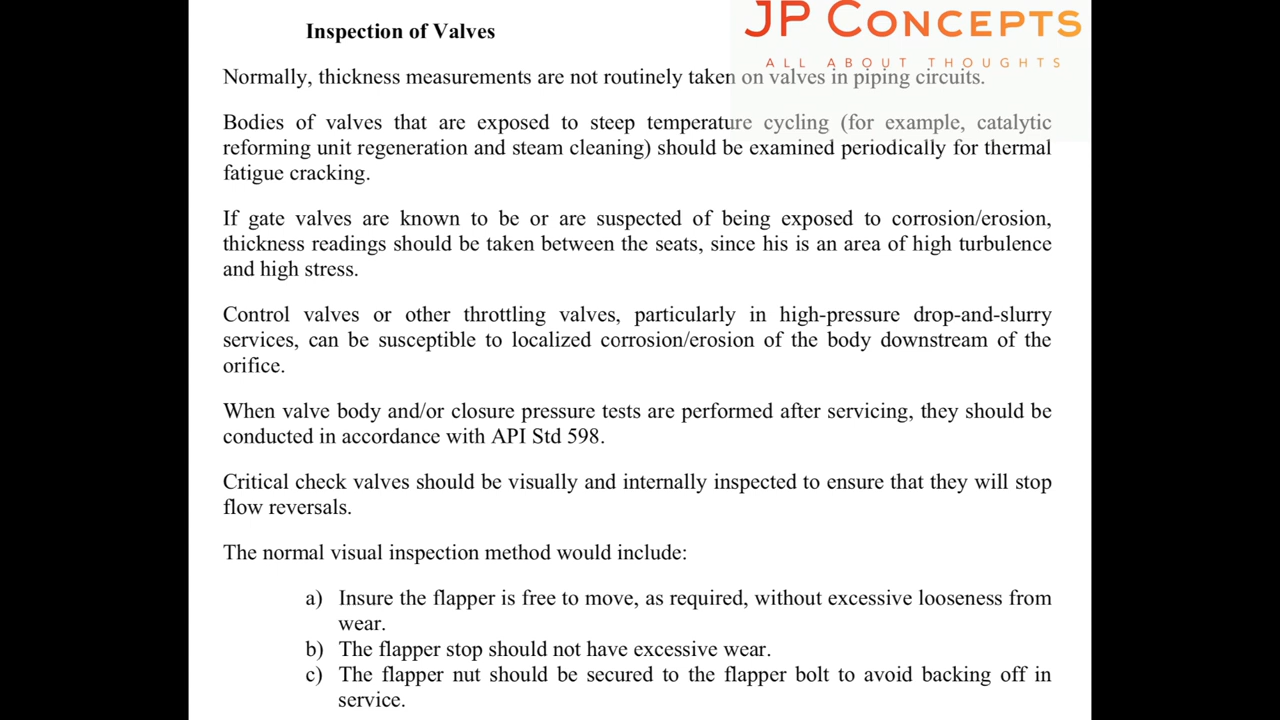 JP CONCEPTS
ALL ABOUT THOUGHTS
Inspection of Valves
Normally, thickness measurements are not routinely taken on valves in piping circuits.
Bodies of valves that are exposed to steep temperature cycling (for example, catalytic
reforming unit regeneration and steam cleaning) should be examined periodically for thermal
fatigue cracking.
If gate valves are known to be or are suspected of being exposed to corrosion/erosion,
thickness readings should be taken between the seats, since his is an area of high turbulence
and high stress.
Control valves or other throttling valves, particularly in high-pressure drop-and-slurry
services, can be susceptible to localized corrosion/erosion of the body downstream of the
orifice.
When valve body and/or closure pressure tests are performed after servicing, they should be
conducted in accordance with API Std 598.
Critical check valves should be visually and internally inspected to ensure that they will stop
flow reversals.
The normal visual inspection method would include:
a) Insure the flapper is free to move, as required, without excessive looseness from
wear.
b) The flapper stop should not have excessive wear.
c) The flapper nut should be secured to the flapper bolt to avoid backing off in
service.